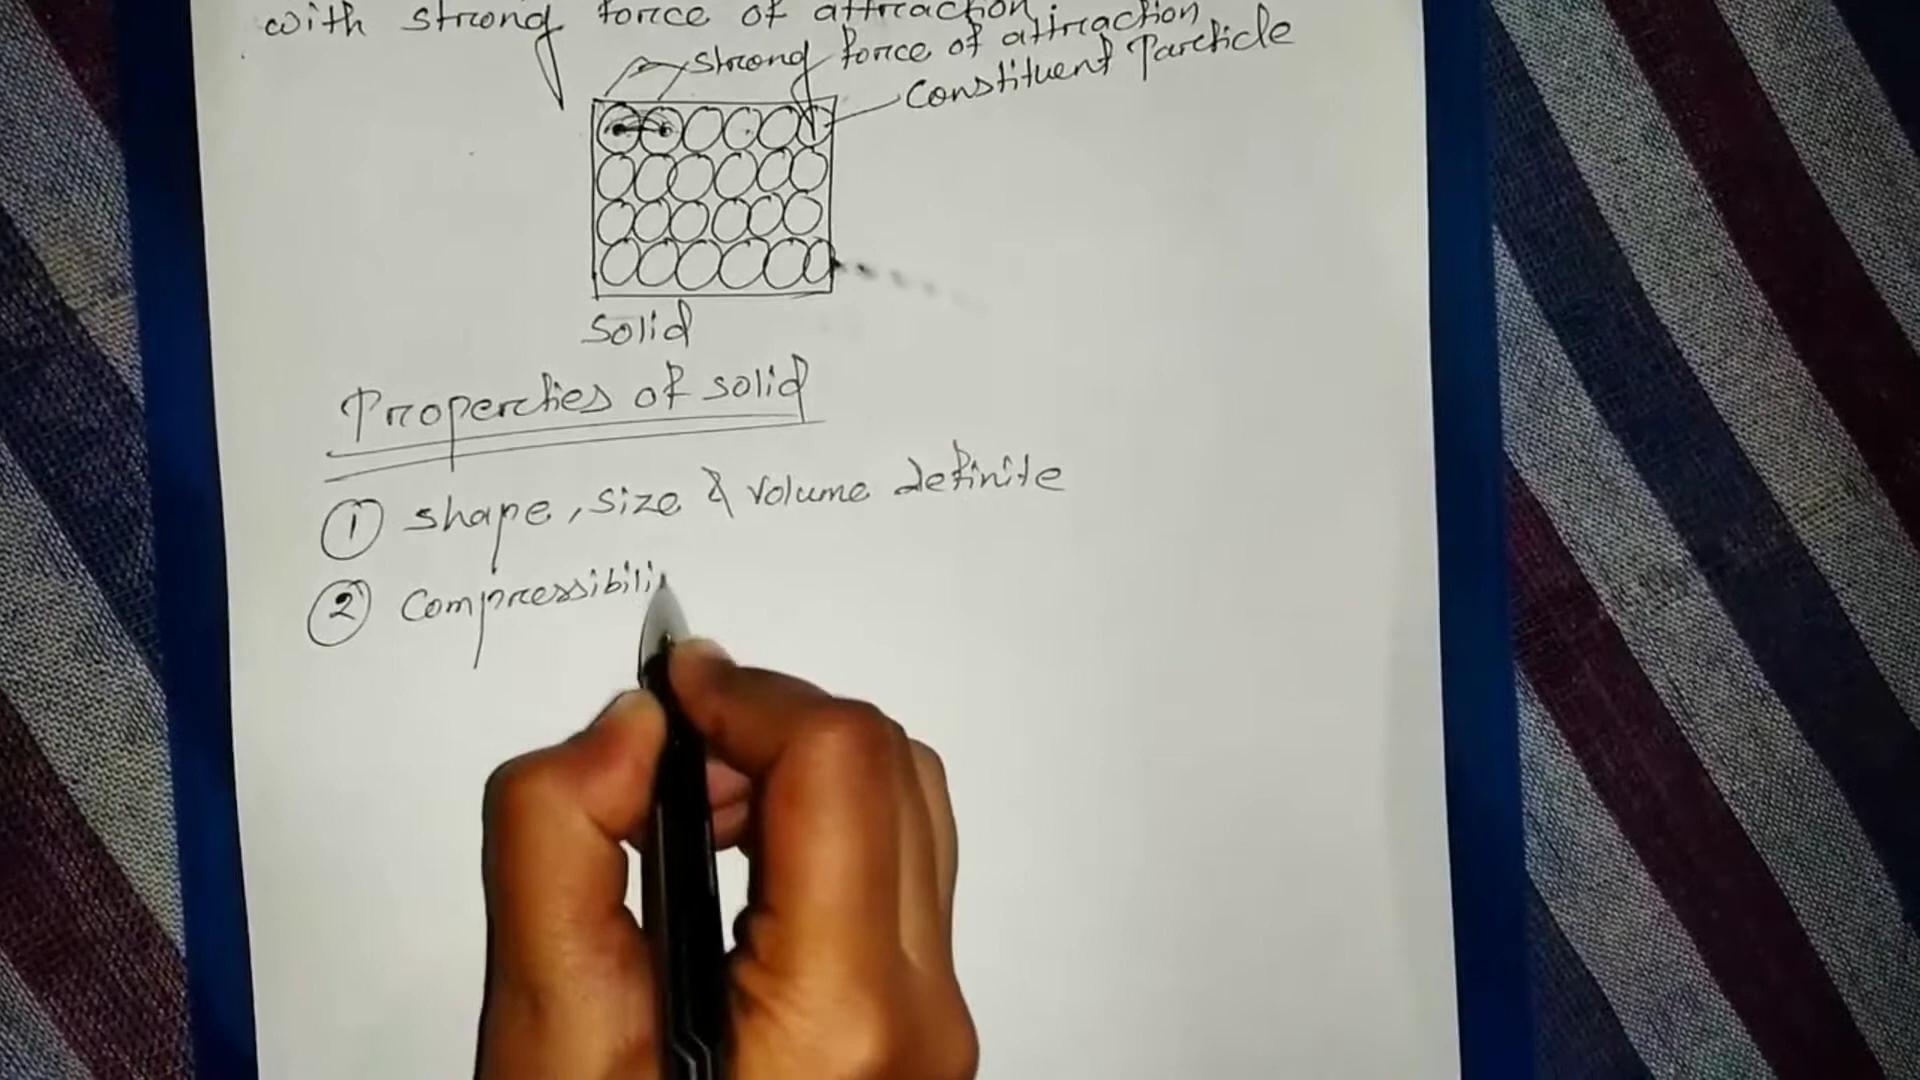 with strong force of attraction
strong force of attraction
Constituent Particle
Solid
Properties of solid
① Shape, size & volume definite
② Compressibili